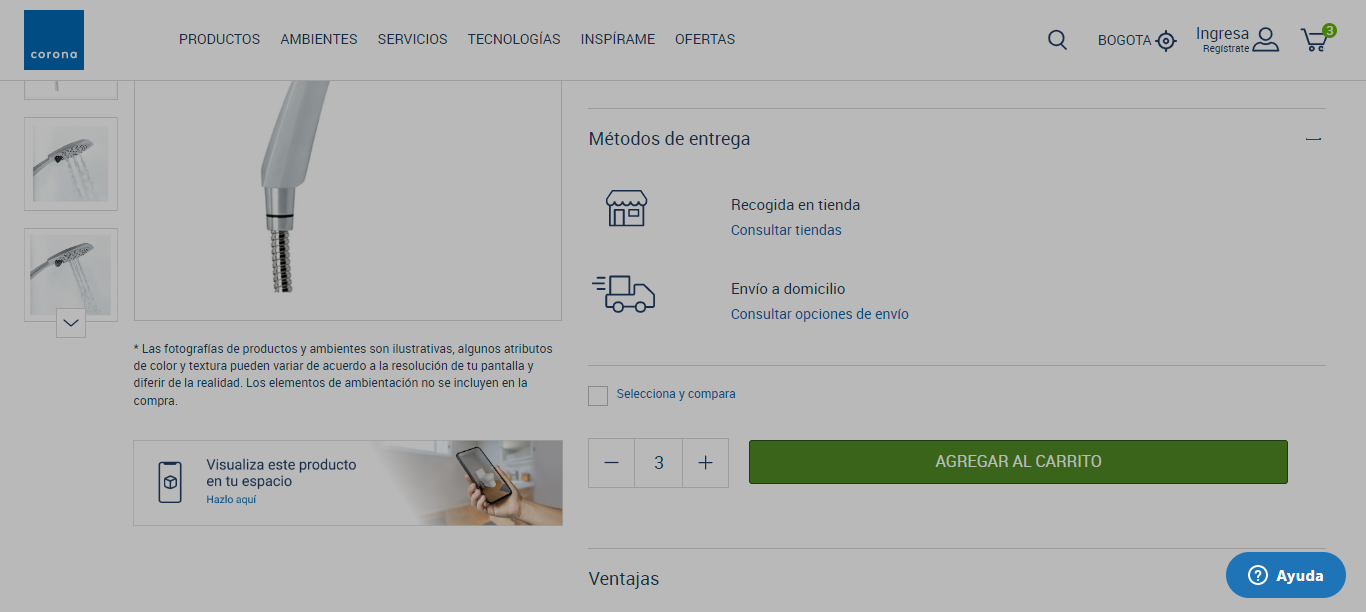 corona
PRODUCTOS AMBIENTES SERVICIOS TECNOLOGÍAS INSPÍRAME OFERTAS
BOGOTA
Ingresa
Regístrate
3
Métodos de entrega
Recogida en tienda
Consultar tiendas
Envío a domicilio
Consultar opciones de envío
* Las fotografías de productos y ambientes son ilustrativas, algunos atributos
de color y textura pueden variar de acuerdo a la resolución de tu pantalla y
diferir de la realidad. Los elementos de ambientación no se incluyen en la
compra.
Selecciona y compara
3
AGREGAR AL CARRITO
Visualiza este producto
en tu espacio
Hazlo aquí
Ventajas
Ayuda